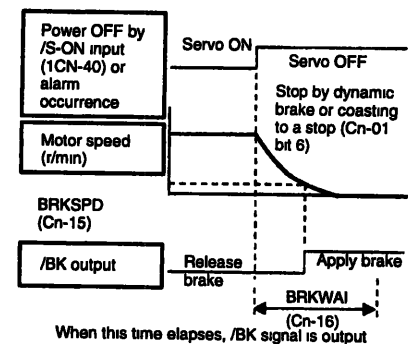 Power OFF by
/S-ON input
(1CN-40) or
alarm
occurrence
Servo ON
Servo OFF
Stop by dynamic
brake or coasting
to a stop (Cn-01
bit 6)
Motor speed
(r/min)
BRKSPD
(Cn-15)
/BK output
Release
brake
Apply brake
BRKWAI
(Cn-16)
When this time elapses, /BK signal is output